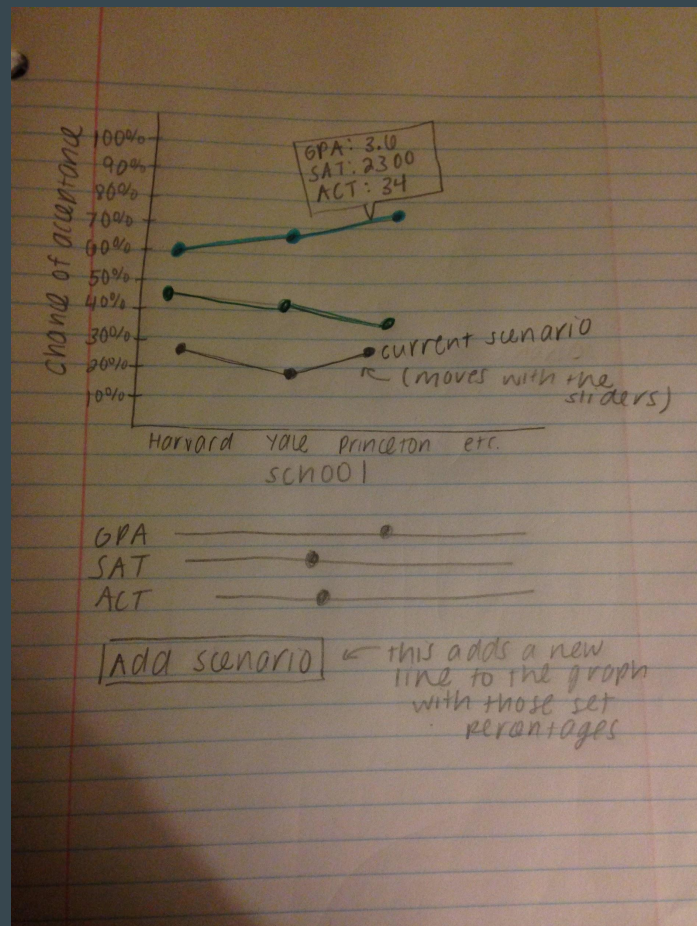 Chance of acceptance
100%
90%
80%
70%
60%
50%
40%
30%
20%
10%
GPA: 3.6
SAT: 2300
ACT: 34
current scenario
(moves with the
sliders)
Harvard Yale Princeton etc.
school
GPA
SAT
ACT
Add scenario
this adds a new
line to the graph
with those set
perantages